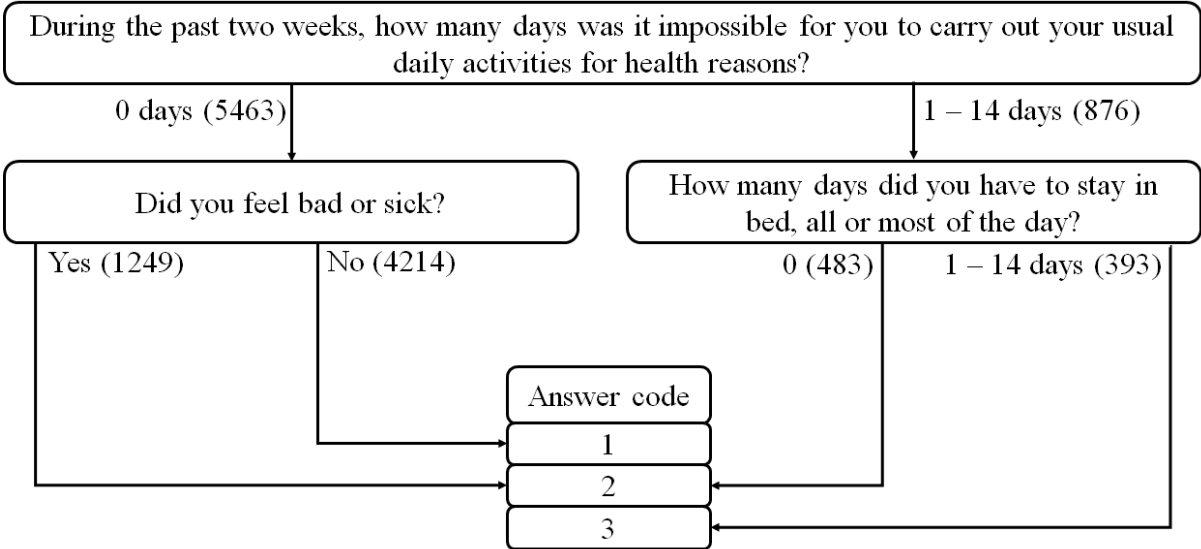 During the past two weeks, how many days was it impossible for you to carry out your usual
daily activities for health reasons?
0 days (5463)
1 – 14 days (876)
Did you feel bad or sick?
How many days did you have to stay in
bed, all or most of the day?
Yes (1249)
No (4214)
0 (483)
1 – 14 days (393)
Answer code
1
2
3